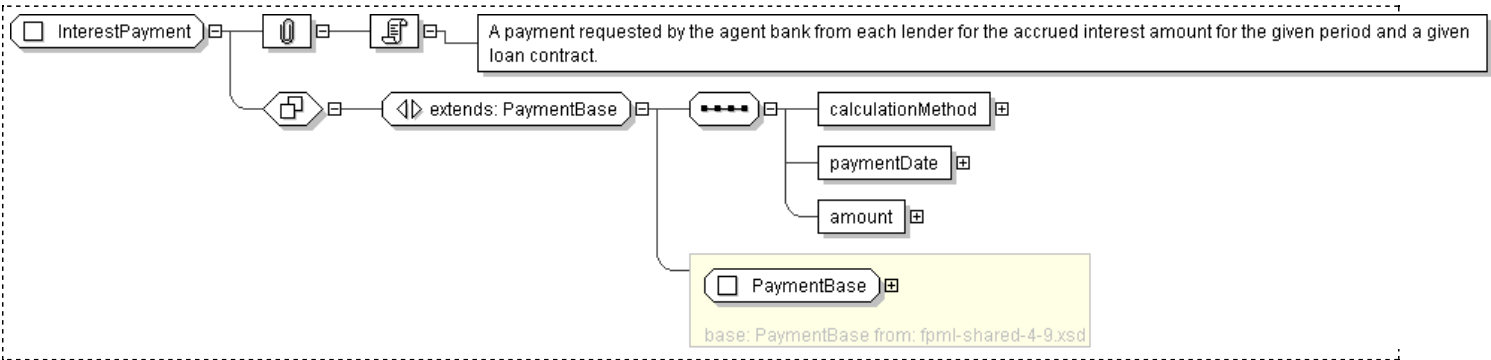 InterestPayment
A payment requested by the agent bank from each lender for the accrued interest amount for the given period and a given
loan contract.
extends: PaymentBase
calculationMethod
paymentDate
amount
PaymentBase
base: PaymentBase from: fpml-shared-4-9.xsd